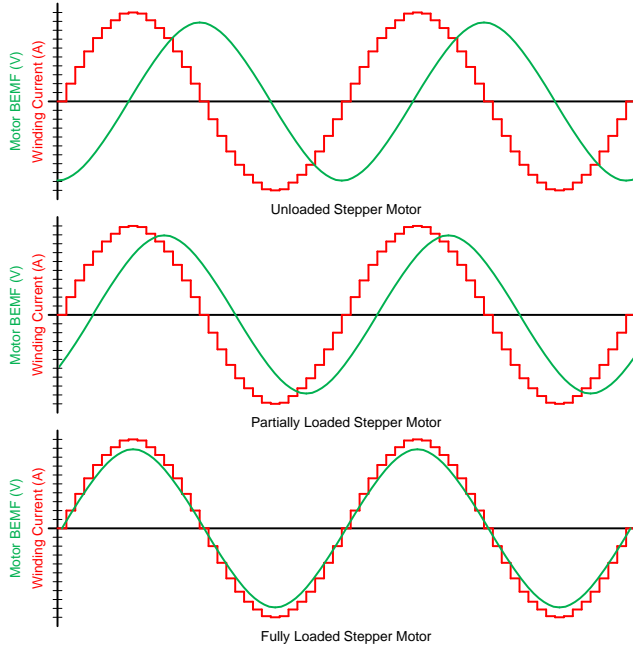 Motor BEMF (V)
Winding Current (A)
Unloaded Stepper Motor
Motor BEMF (V)
Winding Current (A)
Partially Loaded Stepper Motor
Motor BEMF (V)
Winding Current (A)
Fully Loaded Stepper Motor